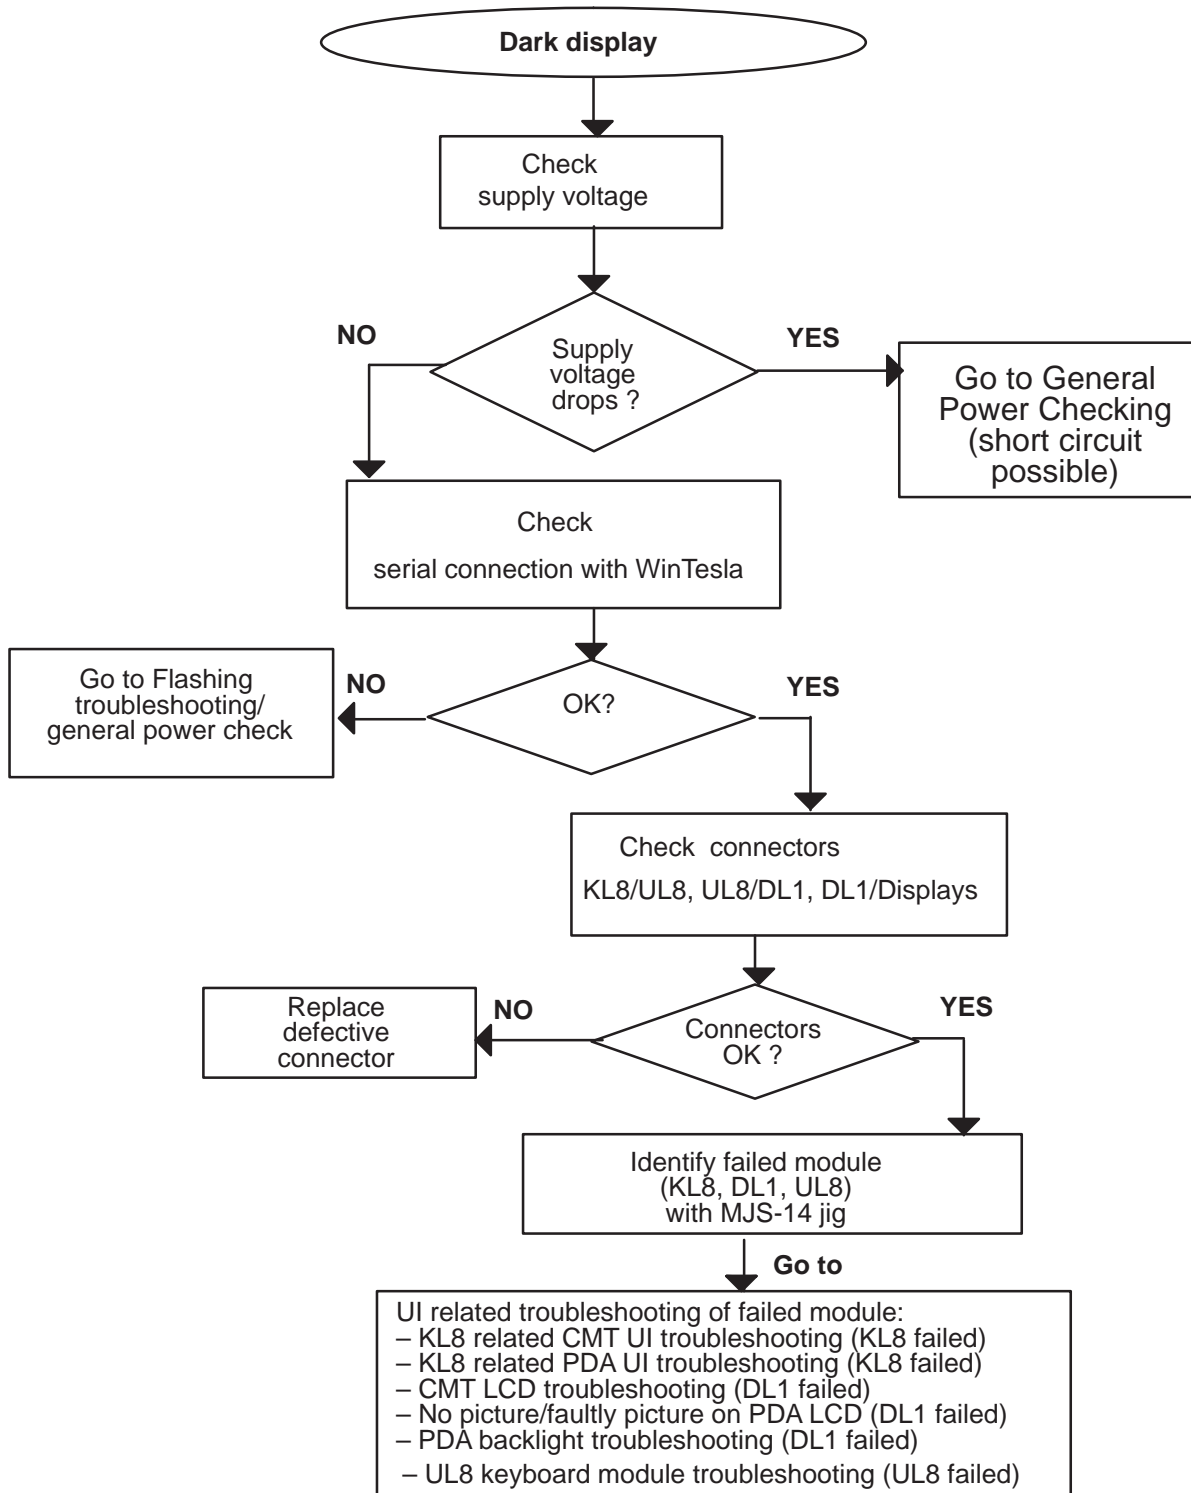 Dark display
Check
supply voltage
NO
YES
Supply
voltage
drops ?
Go to General
Power Checking
(short circuit
possible)
Check
serial connection with WinTesla
Go to Flashing
troubleshooting/
general power check
NO
OK?
YES
Check connectors
KL8/UL8, UL8/DL1, DL1/Displays
Replace
defective
connector
NO
Connectors
OK ?
YES
Identify failed module
(KL8, DL1, UL8)
with MJS-14 jig
Go to
UI related troubleshooting of failed module:
– KL8 related CMT UI troubleshooting (KL8 failed)
– KL8 related PDA UI troubleshooting (KL8 failed)
– CMT LCD troubleshooting (DL1 failed)
– No picture/faultly picture on PDA LCD (DL1 failed)
– PDA backlight troubleshooting (DL1 failed)
– UL8 keyboard module troubleshooting (UL8 failed)